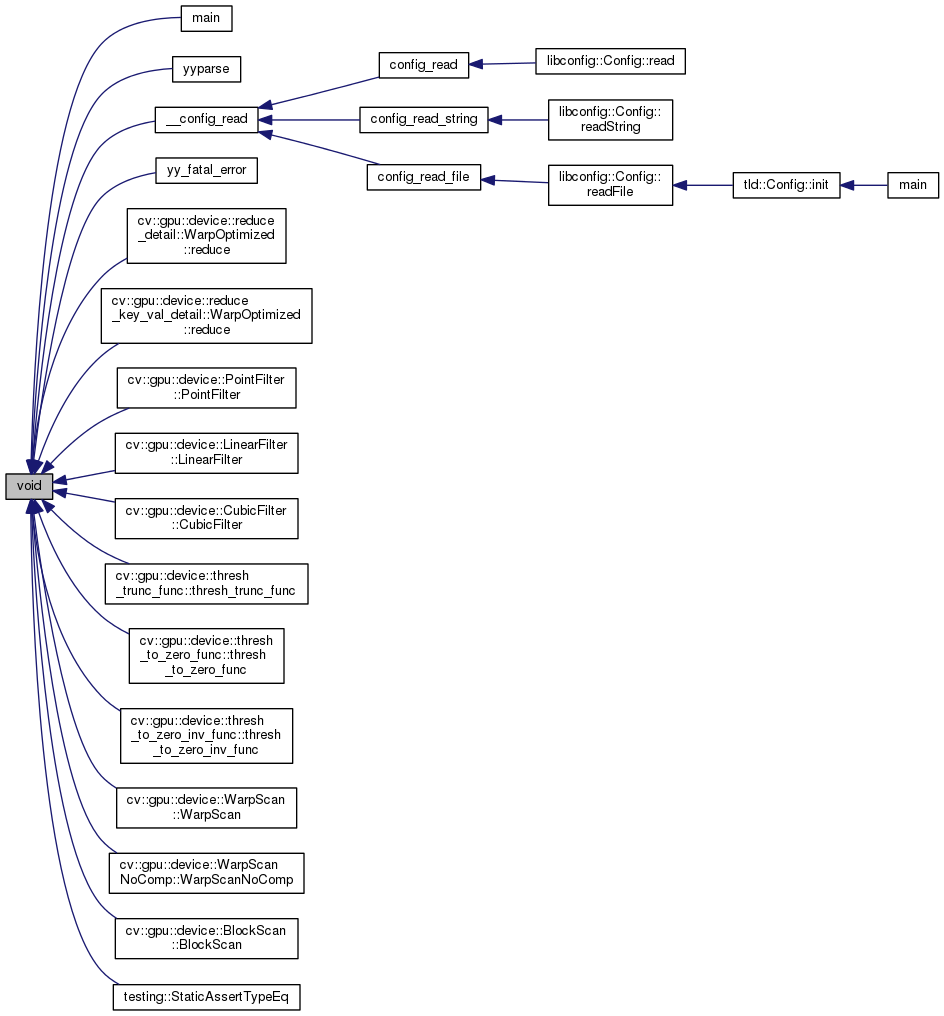 main
yyparse
__config_read
config_read
libconfig::Config::read
config_read_string
libconfig::Config::
readString
config_read_file
libconfig::Config::
readFile
tld::Config::init
main
yy_fatal_error
cv::gpu::device::reduce
_detail::WarpOptimized
::reduce
cv::gpu::device::reduce
_key_val_detail::WarpOptimized
::reduce
cv::gpu::device::PointFilter
::PointFilter
cv::gpu::device::LinearFilter
::LinearFilter
void
cv::gpu::device::CubicFilter
::CubicFilter
cv::gpu::device::thresh
_trunc_func::thresh_trunc_func
cv::gpu::device::thresh
_to_zero_func::thresh
_to_zero_func
cv::gpu::device::thresh
_to_zero_inv_func::thresh
_to_zero_inv_func
cv::gpu::device::WarpScan
::WarpScan
cv::gpu::device::WarpScan
NoComp::WarpScanNoComp
cv::gpu::device::BlockScan
::BlockScan
testing::StaticAssertTypeEq